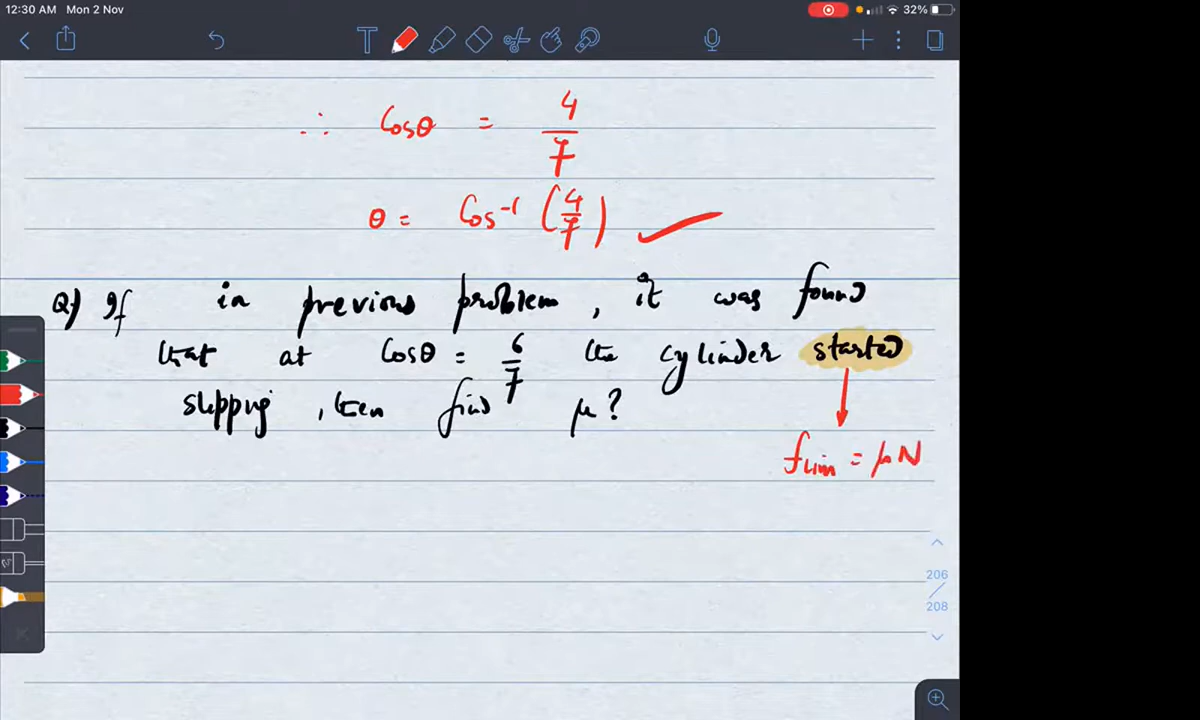 12:30 AM Mon 2 Nov
32%
∴ Cosθ = 4/7
θ = Cos⁻¹ (4/7)
Q) If in previous problem, it was found
that at Cosθ = 6/7 the cylinder started
slipping, then find μ?
flim = μN
206
/
208